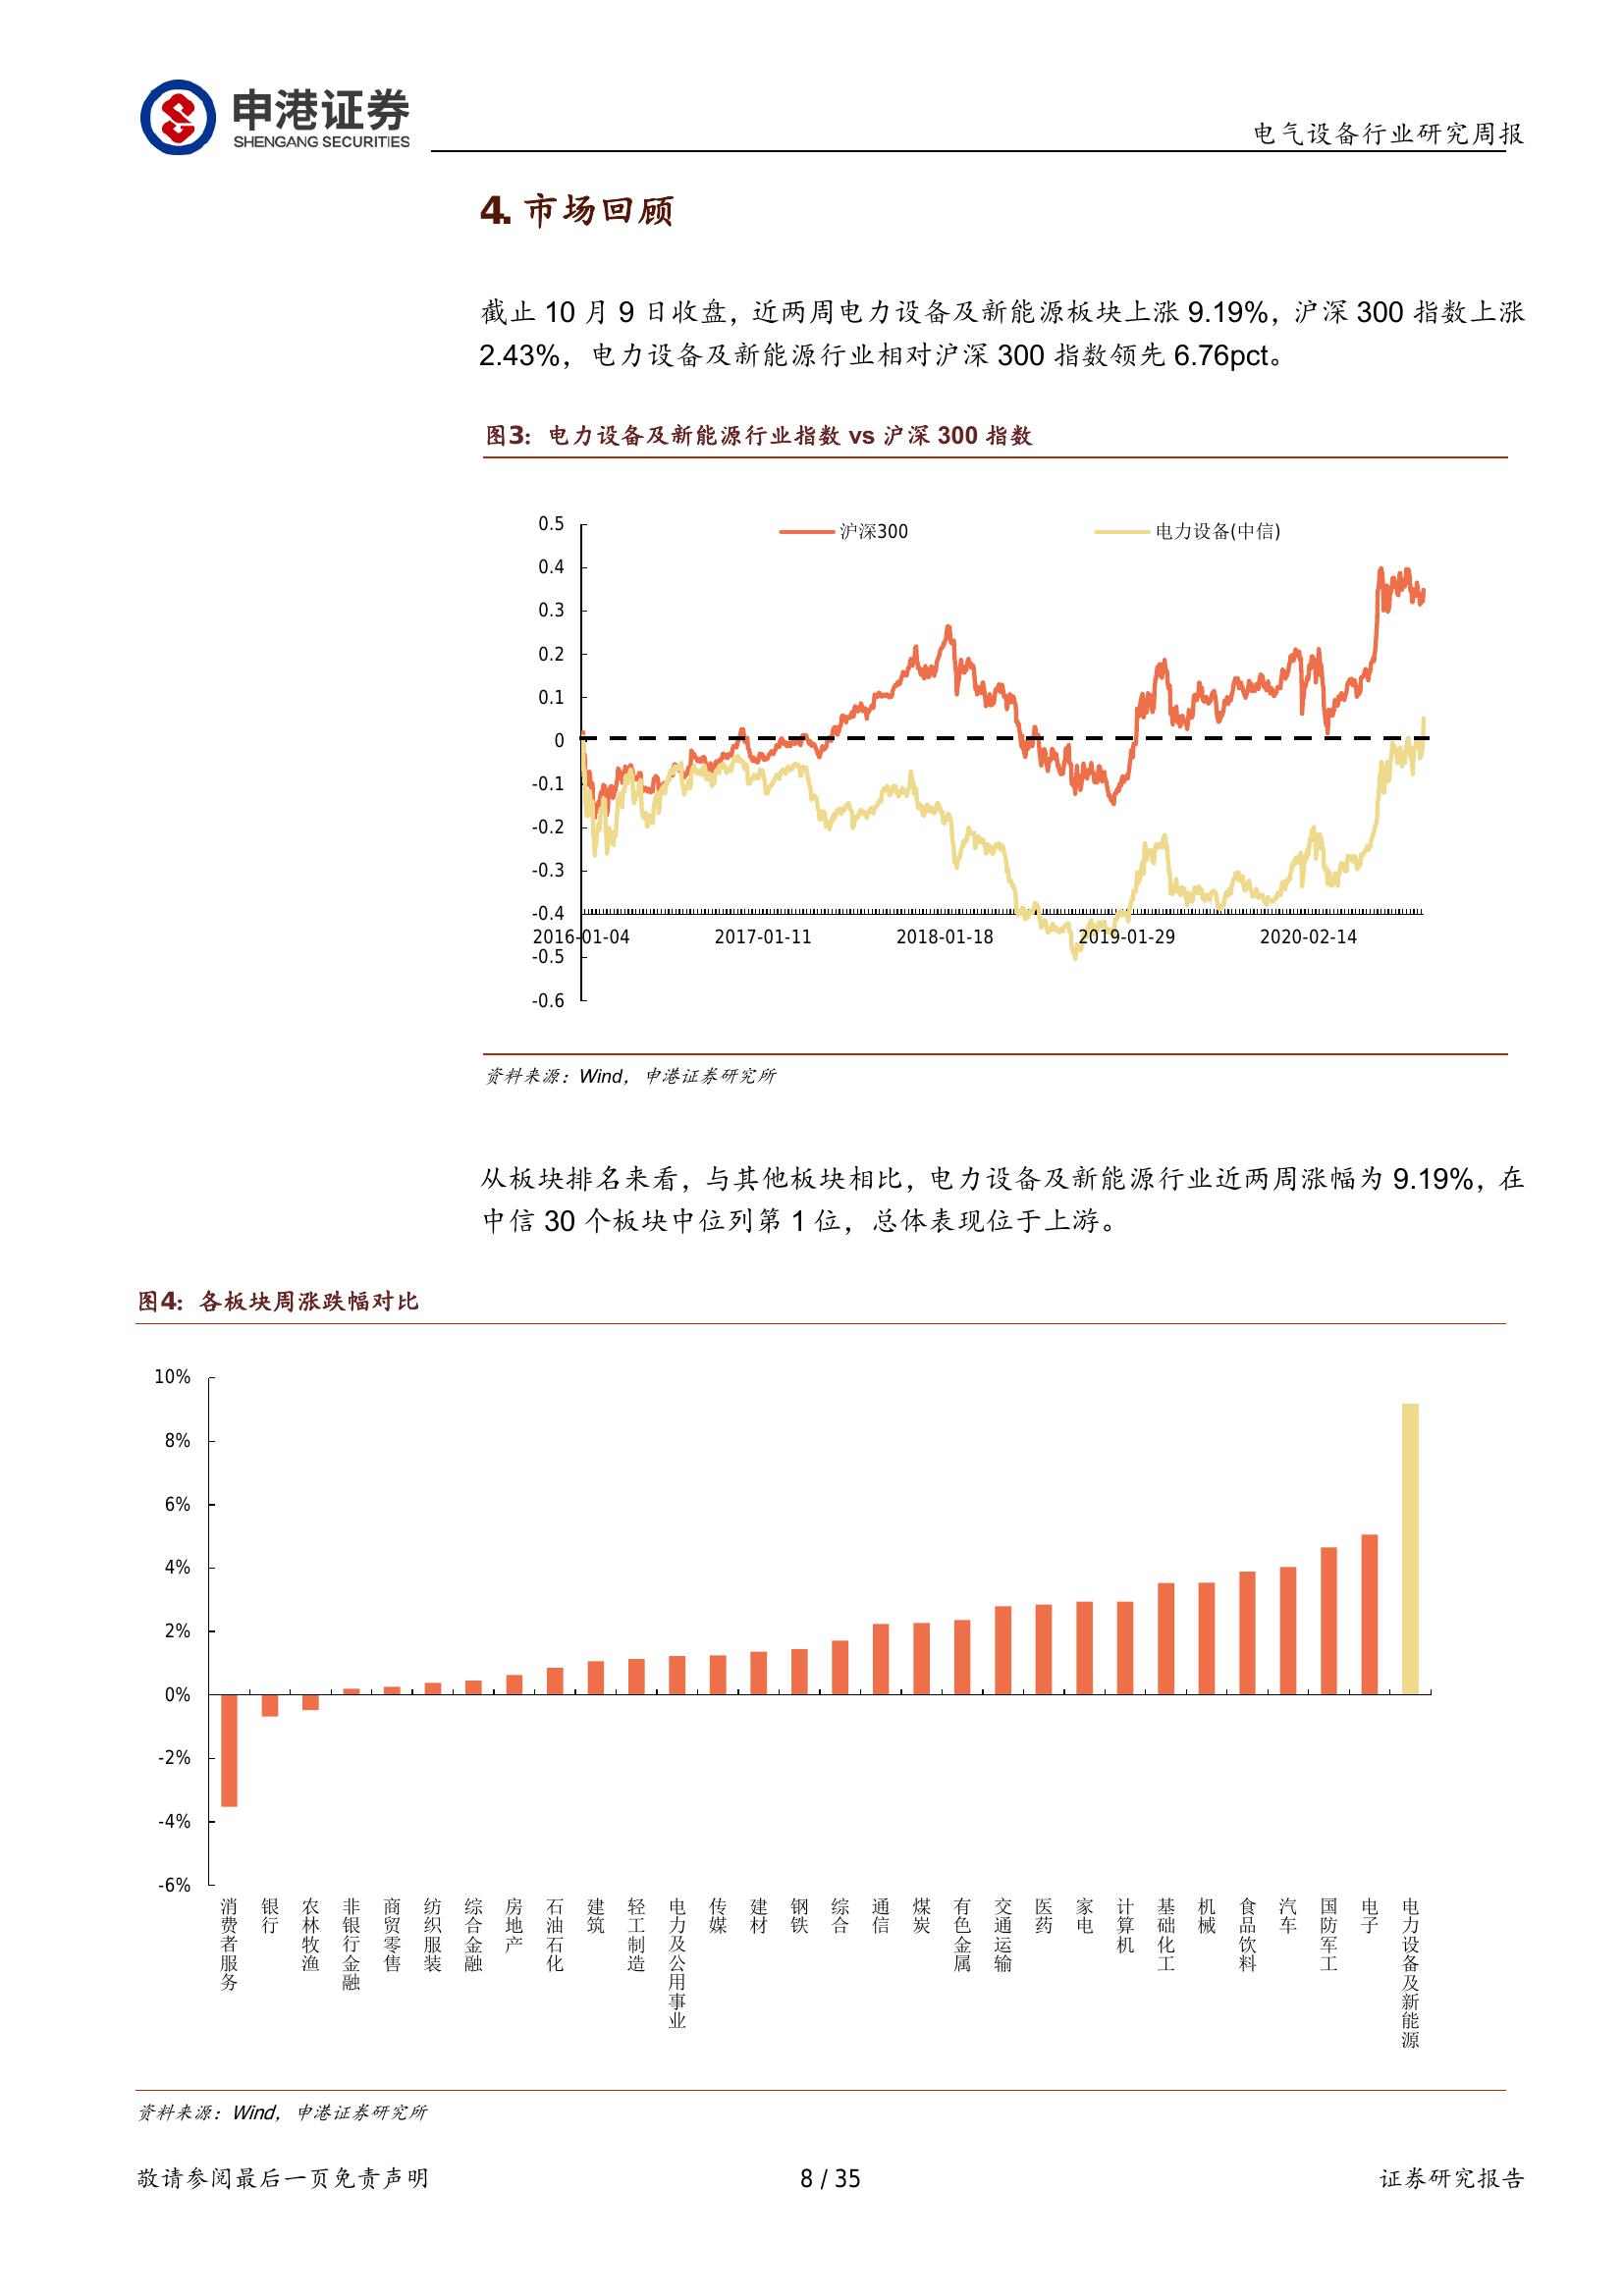 申港证券
SHENGANG SECURITIES
电气设备行业研究周报
4. 市场回顾
截止 10 月 9 日收盘，近两周电力设备及新能源板块上涨 9.19%，沪深 300 指数上涨
2.43%，电力设备及新能源行业相对沪深 300 指数领先 6.76pct。
图3：电力设备及新能源行业指数 vs 沪深 300 指数
沪深300
电力设备(中信)
0.5
0.4
0.3
0.2
0.1
0
-0.1
-0.2
-0.3
-0.4
2016-01-04 2017-01-11 2018-01-18 2019-01-29 2020-02-14
-0.5
-0.6
资料来源：Wind，申港证券研究所
从板块排名来看，与其他板块相比，电力设备及新能源行业近两周涨幅为 9.19%，在
中信 30 个板块中位列第 1 位，总体表现位于上游。
图4：各板块周涨跌幅对比
10%
8%
6%
4%
2%
0%
-2%
-4%
-6%
消费者服务
银行
农林牧渔
非银行金融
商贸零售
纺织服装
综合金融
房地产
石油石化
建筑
轻工制造
电力及公用事业
传媒
建材
钢铁
综合
通信
煤炭
有色金属
交通运输
医药
家电
计算机
基础化工
机械
食品饮料
汽车
国防军工
电子
电力设备及新能源
资料来源：Wind，申港证券研究所
敬请参阅最后一页免责声明
8 / 35
证券研究报告